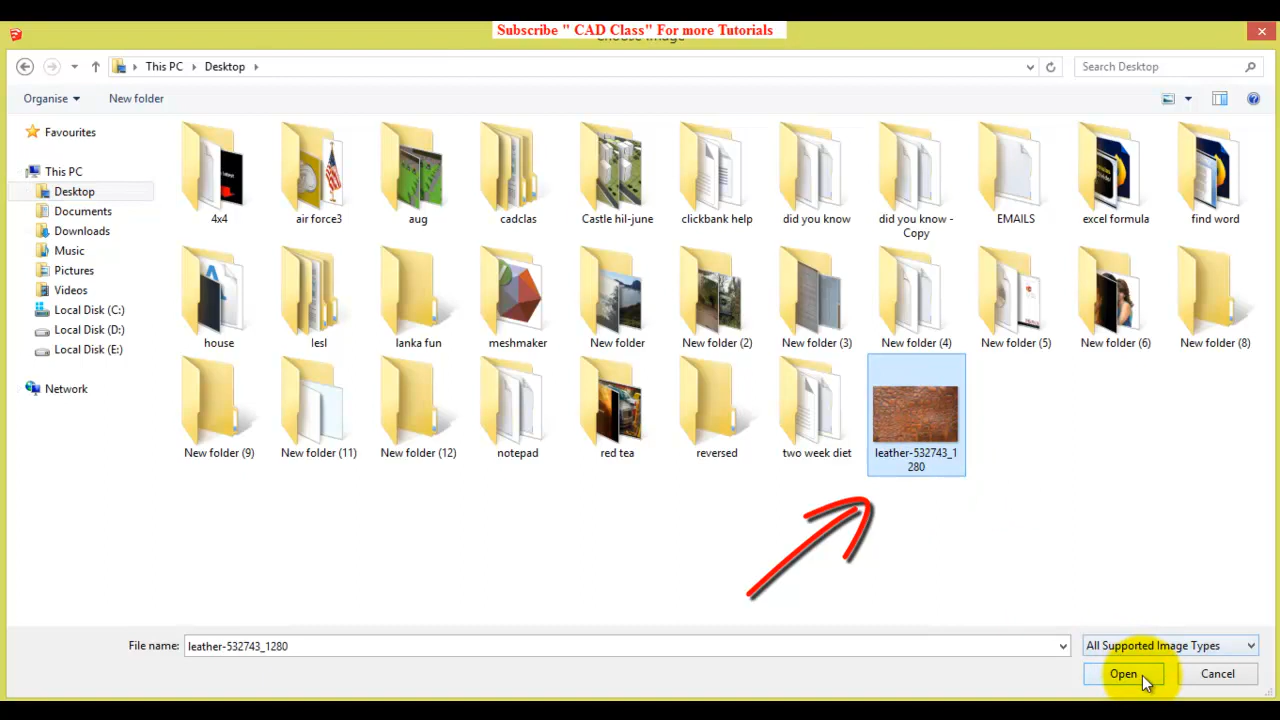 Subscribe " CAD Class" For more Tutorials
This PC
Desktop
Search Desktop
Organise
New folder
Favourites
This PC
Desktop
Documents
Downloads
Music
Pictures
Videos
Local Disk (C:)
Local Disk (D:)
Local Disk (E:)
Network
4x4
air force3
aug
cadclas
Castle hil-june
clickbank help
did you know
did you know -
Copy
EMAILS
excel formula
find word
house
lesl
lanka fun
meshmaker
New folder
New folder (2)
New folder (3)
New folder (4)
New folder (5)
New folder (6)
New folder (8)
New folder (9)
New folder (11)
New folder (12)
notepad
red tea
reversed
two week diet
leather-532743_1
280
File name:
leather-532743_1280
All Supported Image Types
Open
Cancel